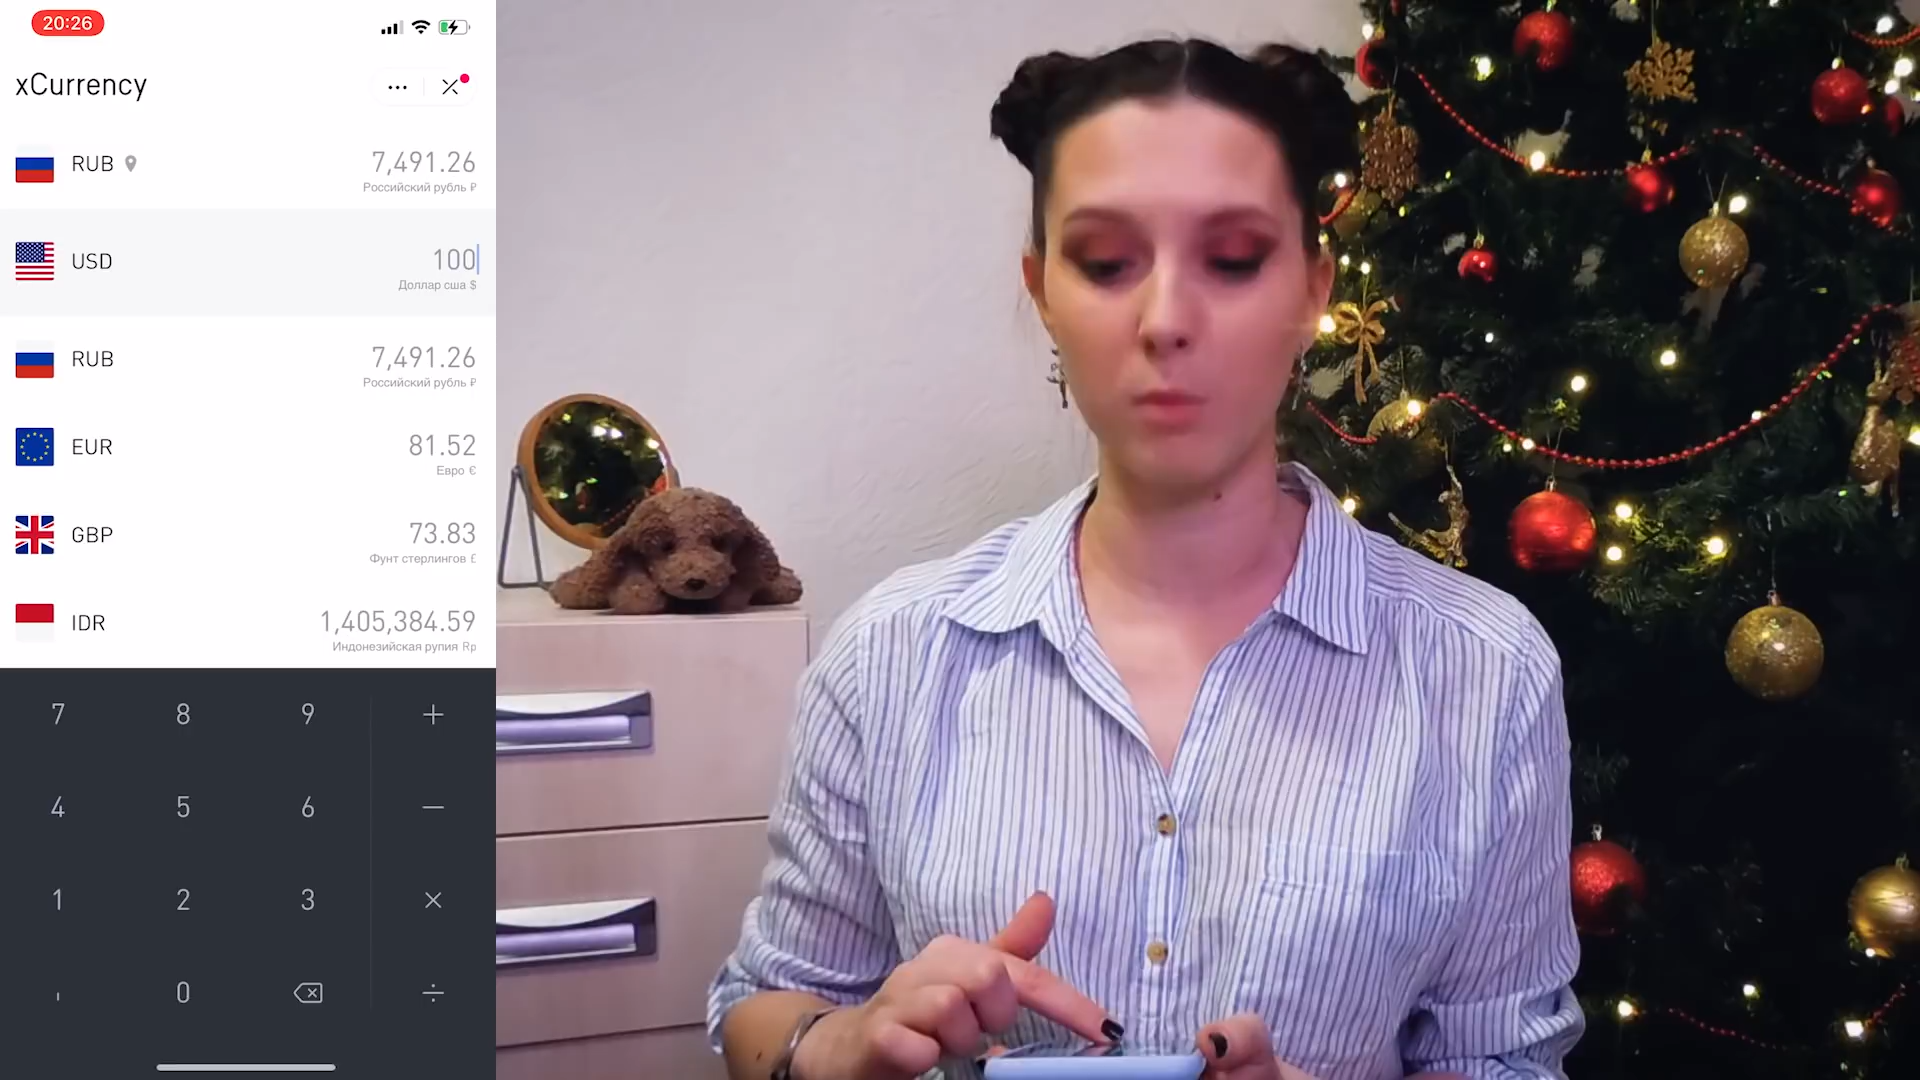 20:26
xCurrency
RUB 7,491.26
Российский рубль ₽
USD 100
Доллар сша $
RUB 7,491.26
Российский рубль ₽
EUR 81.52
Евро €
GBP 73.83
Фунт стерлингов £
IDR 1,405,384.59
Индонезийская рупия Rp
7 8 9 +
4 5 6 −
1 2 3 ×
, 0 ÷